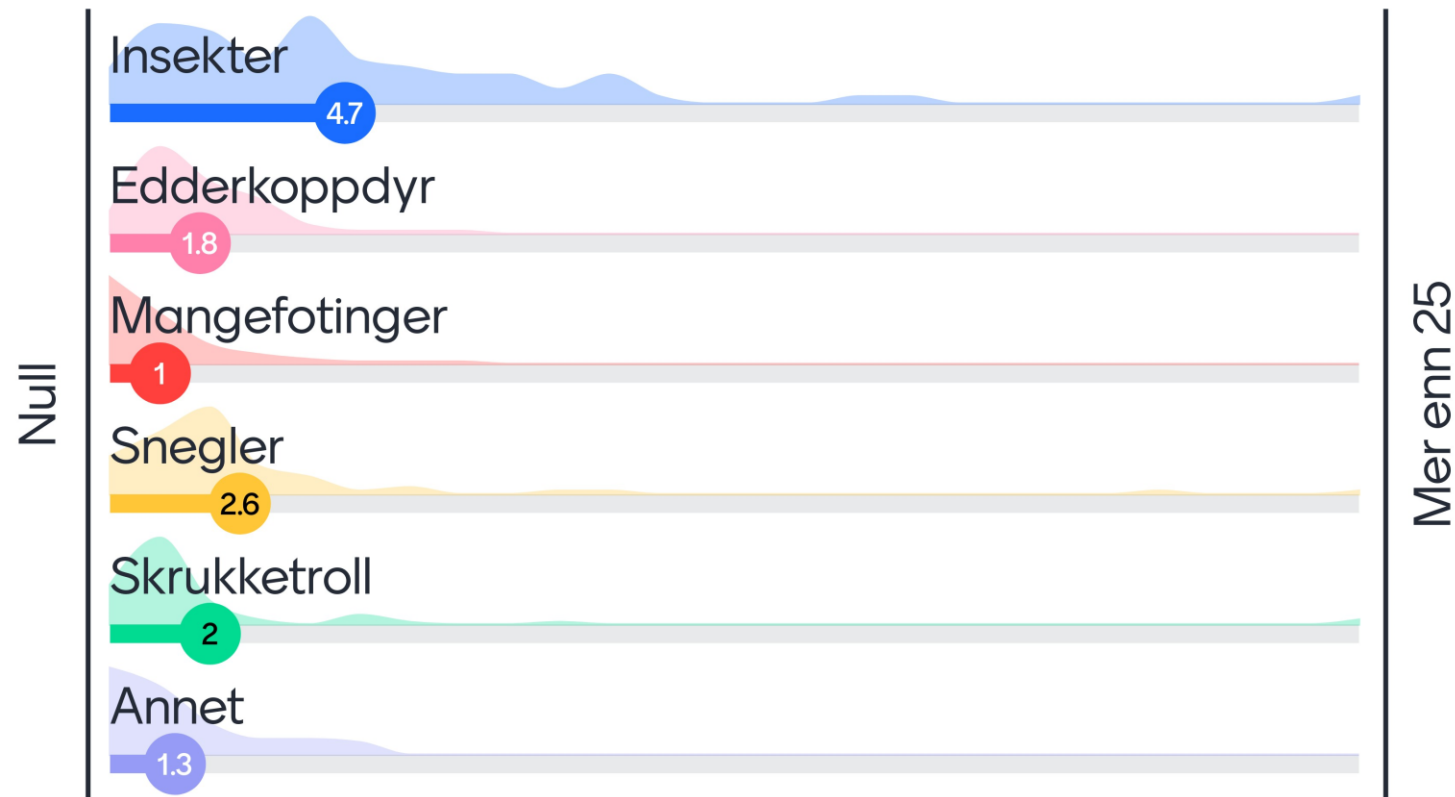 Null
Insekter
4.7
Edderkoppdyr
1.8
Mangefotinger
1
Snegler
2.6
Skrukketroll
2
Annet
1.3
Mer enn 25